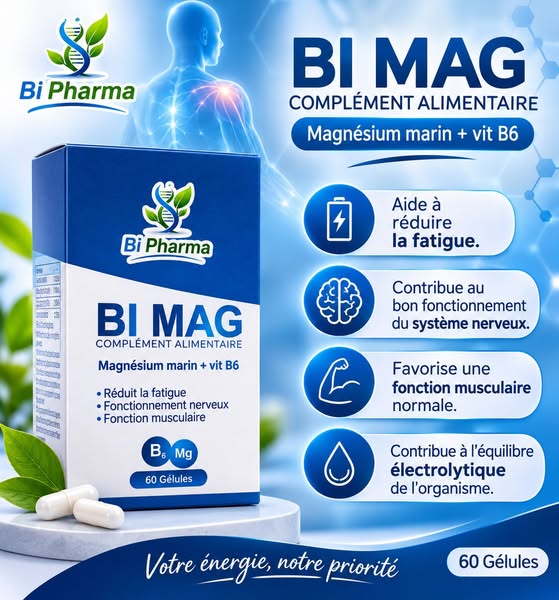 Bi Pharma
BI MAG
COMPLÉMENT ALIMENTAIRE
Magnésium marin + vit B6
Aide à
réduire
la fatigue.
Contribue au
bon fonctionnement
du système nerveux.
Favorise une
fonction musculaire
normale.
Contribue à l'équilibre
électrolytique
de l'organisme.
Bi Pharma
BI MAG
COMPLÉMENT ALIMENTAIRE
Magnésium marin + vit B6
• Réduit la fatigue
• Fonctionnement nerveux
• Fonction musculaire
B6 Mg
60 Gélules
Votre énergie, notre priorité
60 Gélules